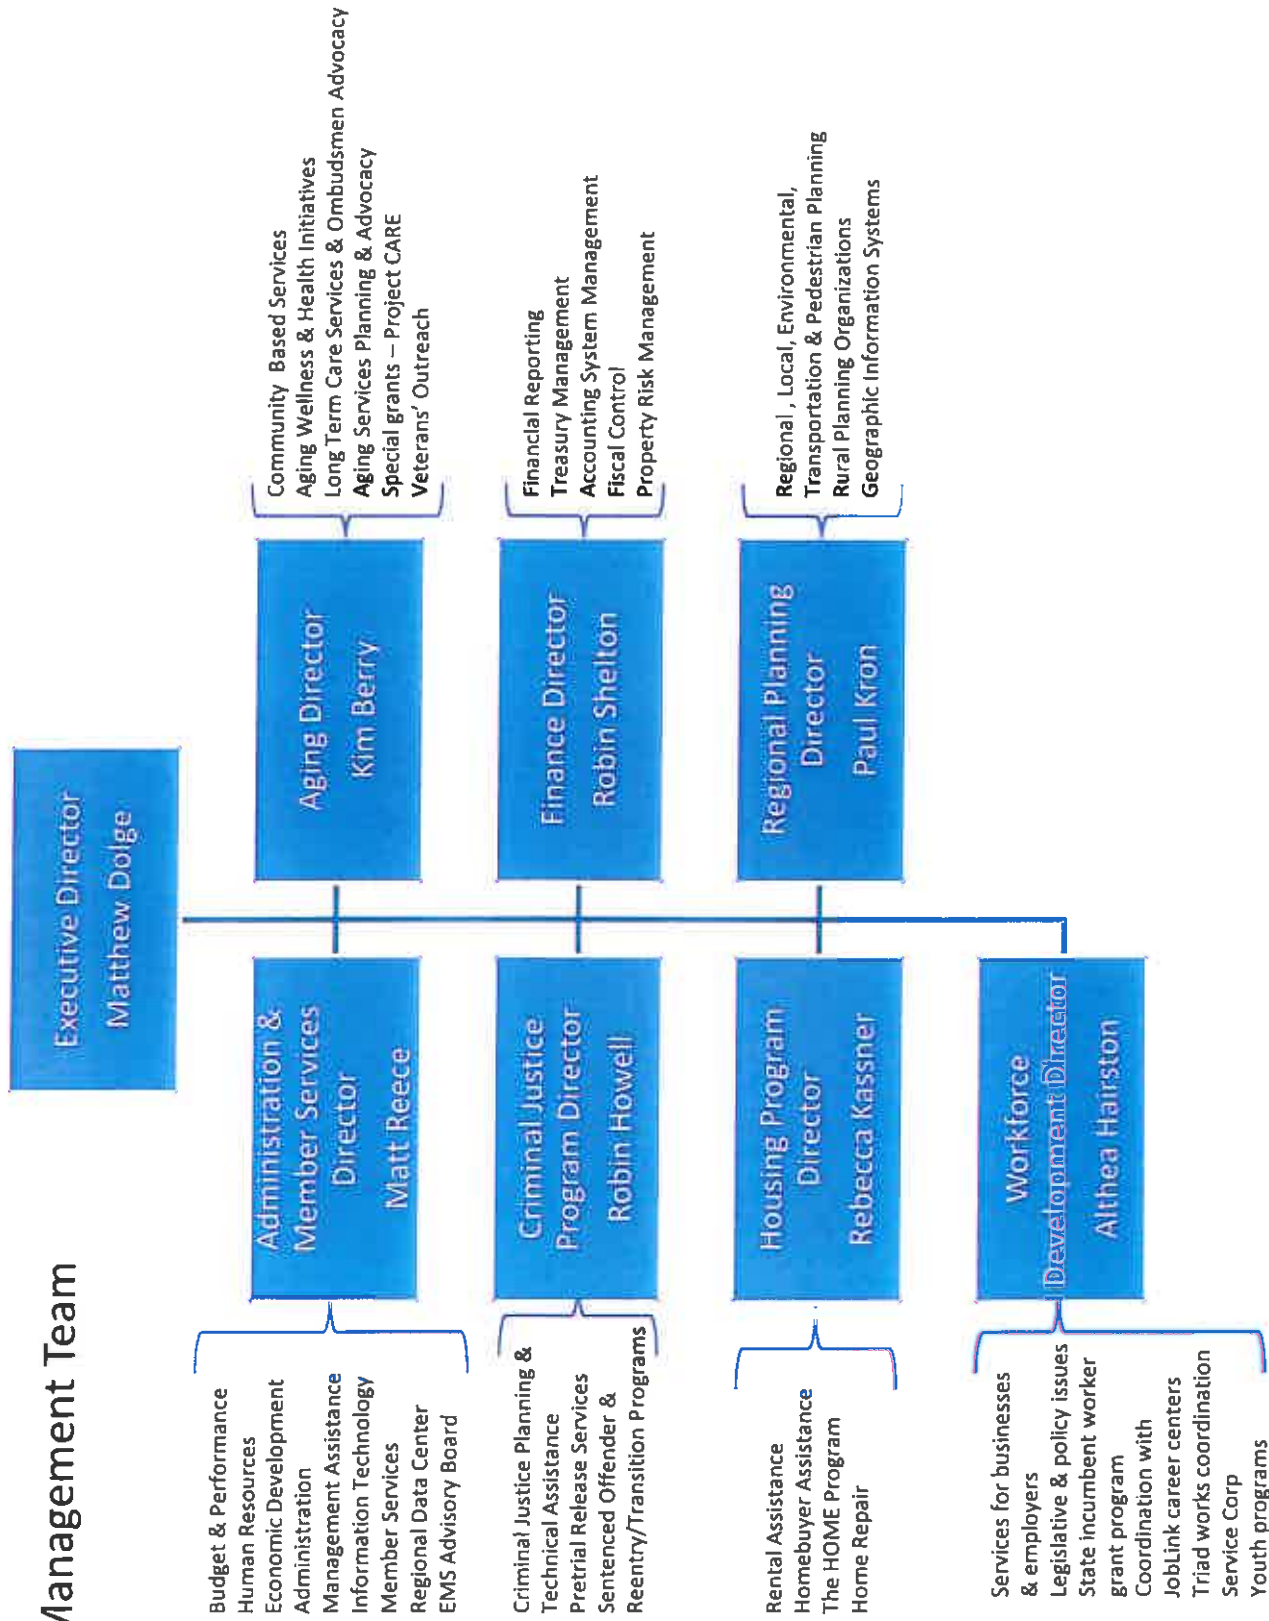 Management Team
Executive Director
Matthew Dolge
Budget & Performance
Human Resources
Economic Development
Administration
Management Assistance
Information Technology
Member Services
Regional Data Center
EMS Advisory Board
Administration &
Member Services
Director
Matt Reece
Aging Director
Kim Berry
Community Based Services
Aging Wellness & Health Initiatives
Long Term Care Services & Ombudsmen Advocacy
Aging Services Planning & Advocacy
Special grants – Project CARE
Veterans' Outreach
Criminal Justice Planning &
Technical Assistance
Pretrial Release Services
Sentenced Offender &
Reentry/Transition Programs
Criminal Justice
Program Director
Robin Howell
Finance Director
Robin Shelton
Financial Reporting
Treasury Management
Accounting System Management
Fiscal Control
Property Risk Management
Rental Assistance
Homebuyer Assistance
The HOME Program
Home Repair
Housing Program
Director
Rebecca Kassner
Regional Planning
Director
Paul Kron
Regional , Local, Environmental,
Transportation & Pedestrian Planning
Rural Planning Organizations
Geographic Information Systems
Services for businesses
& employers
Legislative & policy issues
State incumbent worker
grant program
Coordination with
JobLink career centers
Triad works coordination
Service Corp
Youth programs
Workforce
Development Director
Althea Hairston